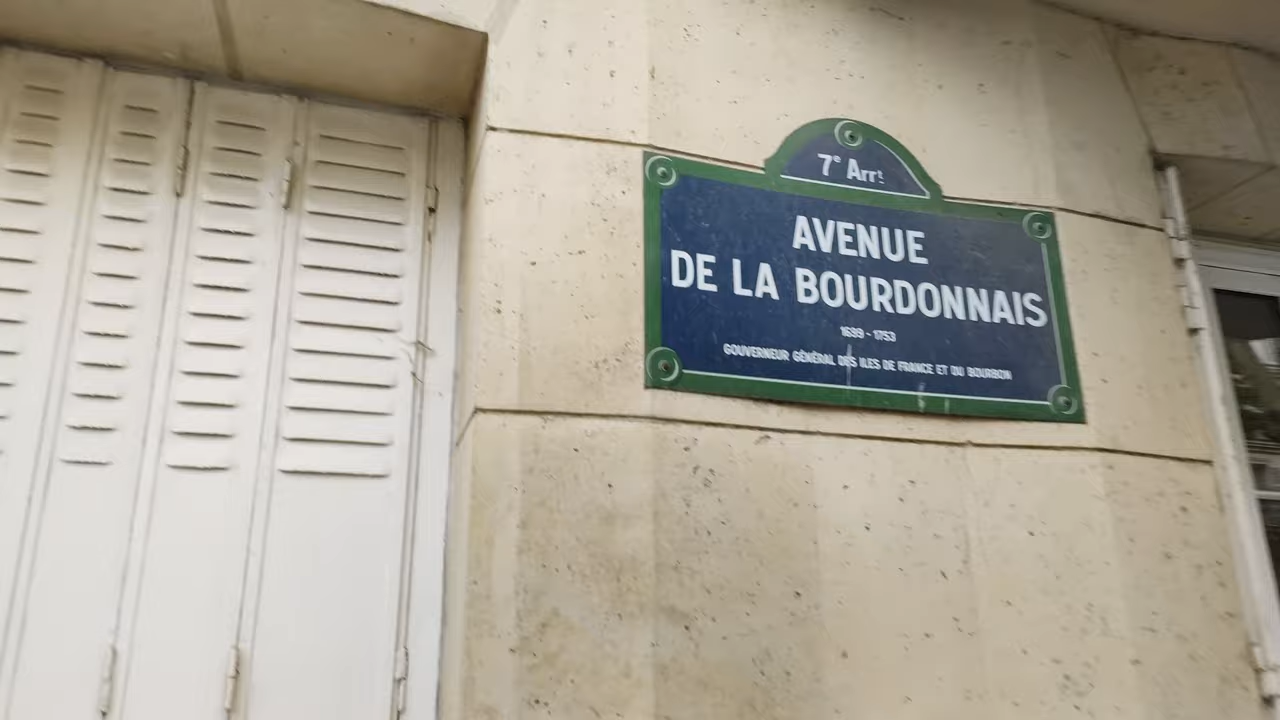 7e Arrt
AVENUE
DE LA BOURDONNAIS
1699 - 1753
GOUVERNEUR GÉNÉRAL DES ILES DE FRANCE ET DU BOURBON